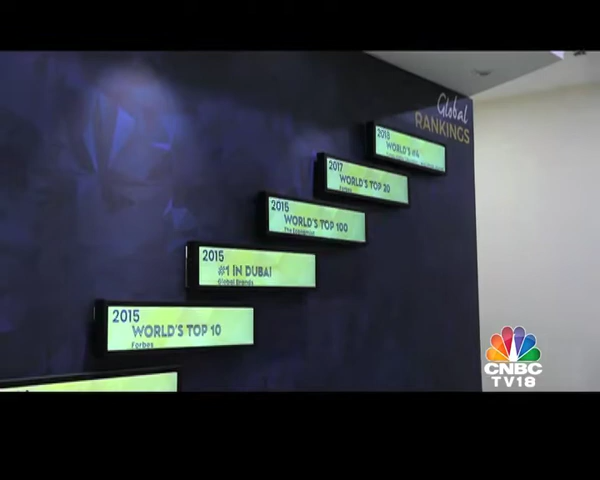 Global
RANKINGS
2018
WORLD'S #4
2017
WORLD'S TOP 20
Forbes
2015
WORLD'S TOP 100
The Economist
2015
#1 IN DUBAI
Global Brands
2015
WORLD'S TOP 10
Forbes
CNBC
TV18